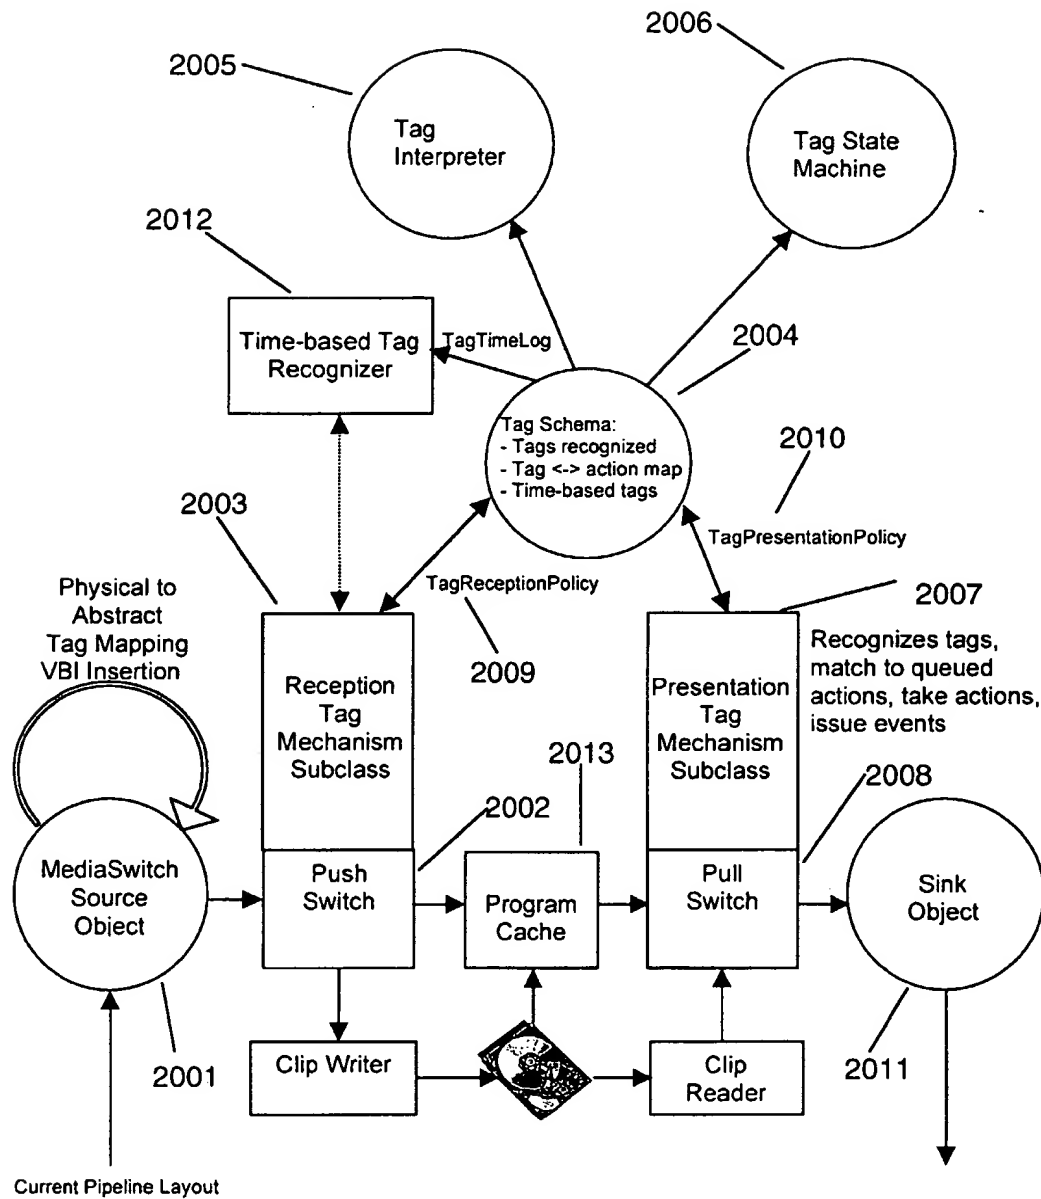 2006
2005
Tag
Interpreter
Tag State
Machine
2012
Time-based Tag
Recognizer
TagTimeLog
2004
Tag Schema:
- Tags recognized
- Tag <-> action map
- Time-based tags
2010
TagPresentationPolicy
2003
TagReceptionPolicy
2009
Physical to
Abstract
Tag Mapping
VBI Insertion
Reception
Tag
Mechanism
Subclass
Presentation
Tag
Mechanism
Subclass
2007
Recognizes tags,
match to queued
actions, take actions,
issue events
2013
2002
2008
MediaSwitch
Source
Object
Push
Switch
Program
Cache
Pull
Switch
Sink
Object
2001
Clip Writer
Clip
Reader
2011
Current Pipeline Layout